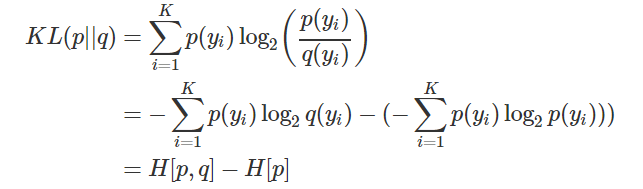 KL(p||q) = \sum_{i=1}^{K} p(y_i) \log_2 \left( \frac{p(y_i)}{q(y_i)} \right)
= -\sum_{i=1}^{K} p(y_i) \log_2 q(y_i) - (-\sum_{i=1}^{K} p(y_i) \log_2 p(y_i)))
= H[p, q] - H[p]